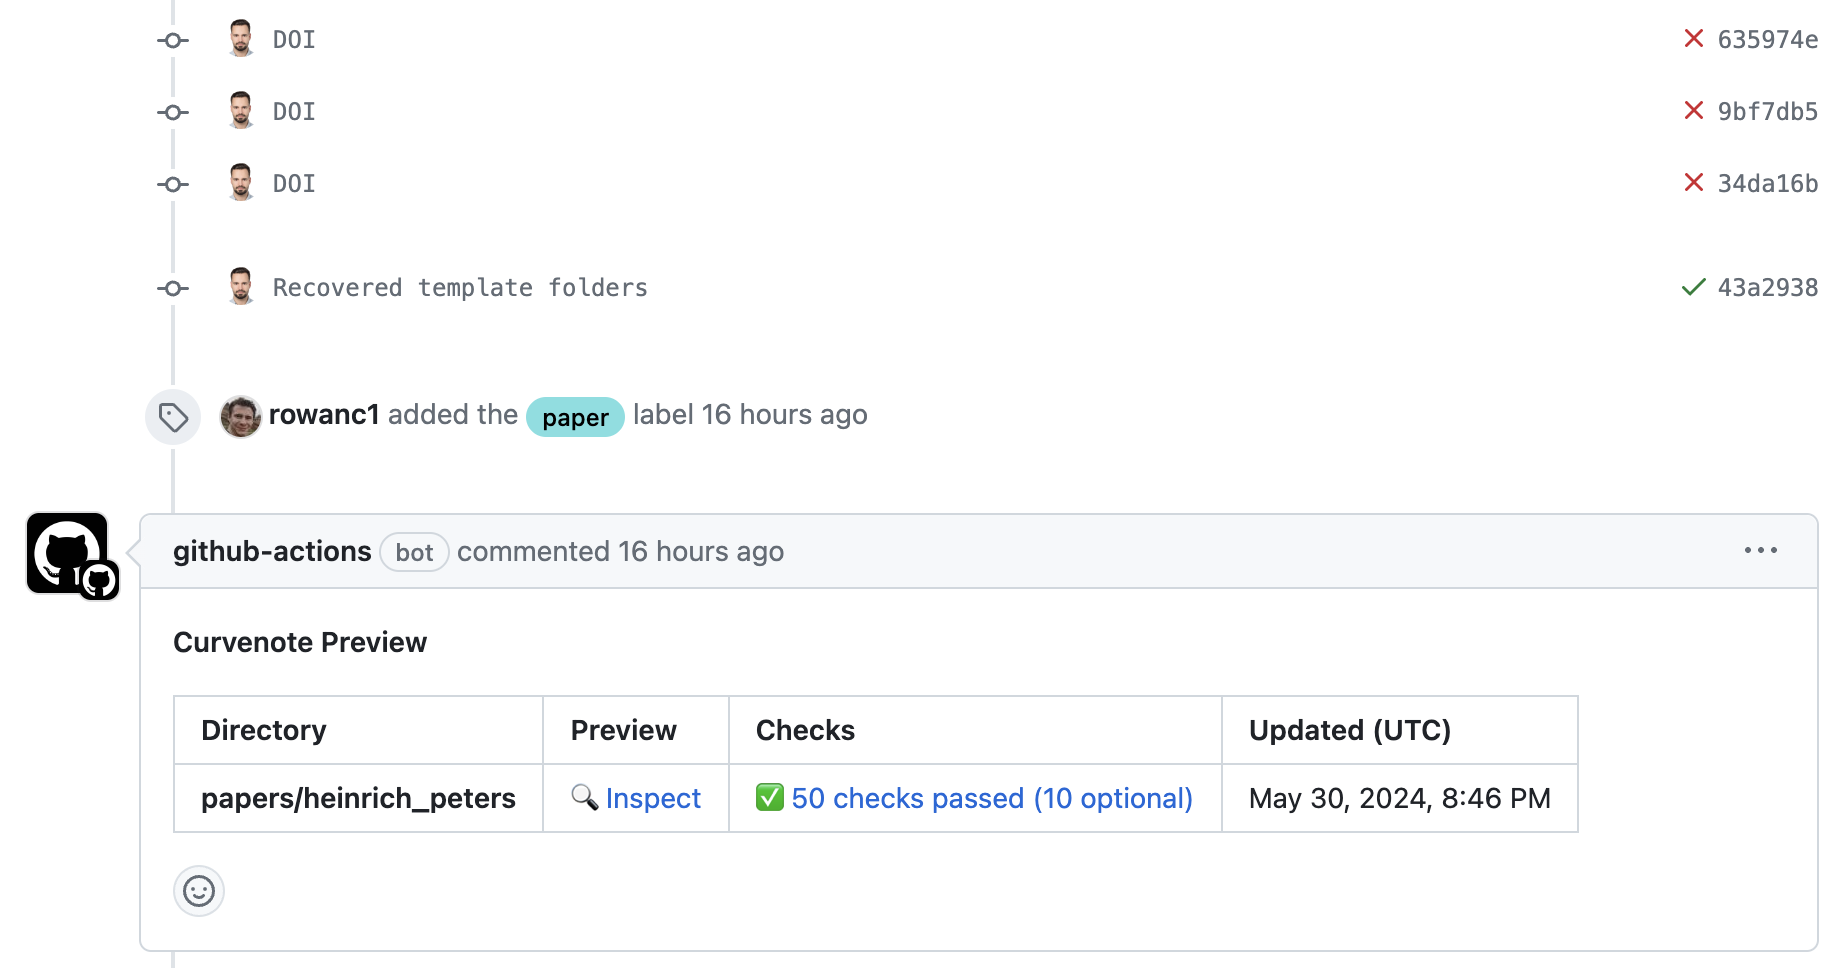 DOI 635974e
DOI 9bf7db5
DOI 34da16b
Recovered template folders 43a2938
rowanc1 added the paper label 16 hours ago
github-actions bot commented 16 hours ago
Curvenote Preview
Directory Preview Checks Updated (UTC)
papers/heinrich_peters 🔍 Inspect ✅ 50 checks passed (10 optional) May 30, 2024, 8:46 PM